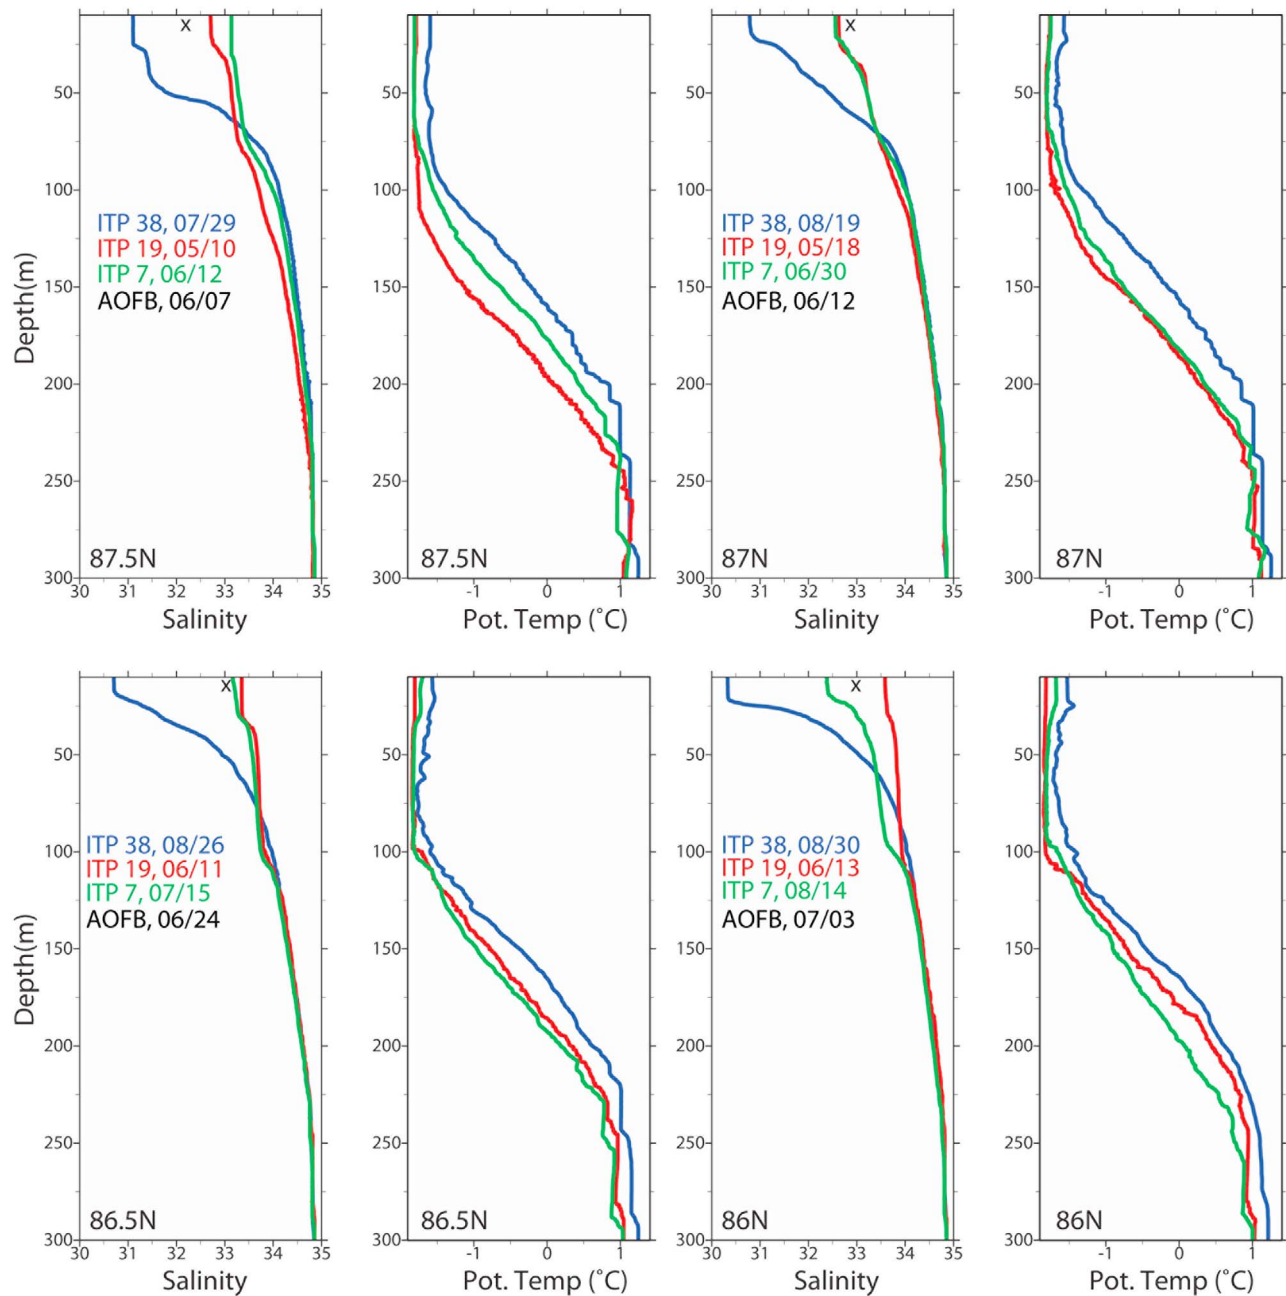 x
x
50
50
50
50
100
100
100
100
ITP 38, 07/29
ITP 19, 05/10
ITP 7, 06/12
AOFB, 06/07
ITP 38, 08/19
ITP 19, 05/18
ITP 7, 06/30
AOFB, 06/12
150
150
150
150
Depth(m)
200
200
200
200
250
250
250
250
87.5N
87.5N
87N
87N
300
300
300
300
30 31 32 33 34 35
-1 0 1
30 31 32 33 34 35
-1 0 1
Salinity
Pot. Temp (˚C)
Salinity
Pot. Temp (˚C)
x
x
50
50
50
50
100
100
100
100
ITP 38, 08/26
ITP 19, 06/11
ITP 7, 07/15
AOFB, 06/24
ITP 38, 08/30
ITP 19, 06/13
ITP 7, 08/14
AOFB, 07/03
150
150
150
150
Depth(m)
200
200
200
200
250
250
250
250
86.5N
86.5N
86N
86N
300
300
300
300
30 31 32 33 34 35
-1 0 1
30 31 32 33 34 35
-1 0 1
Salinity
Pot. Temp (˚C)
Salinity
Pot. Temp (˚C)